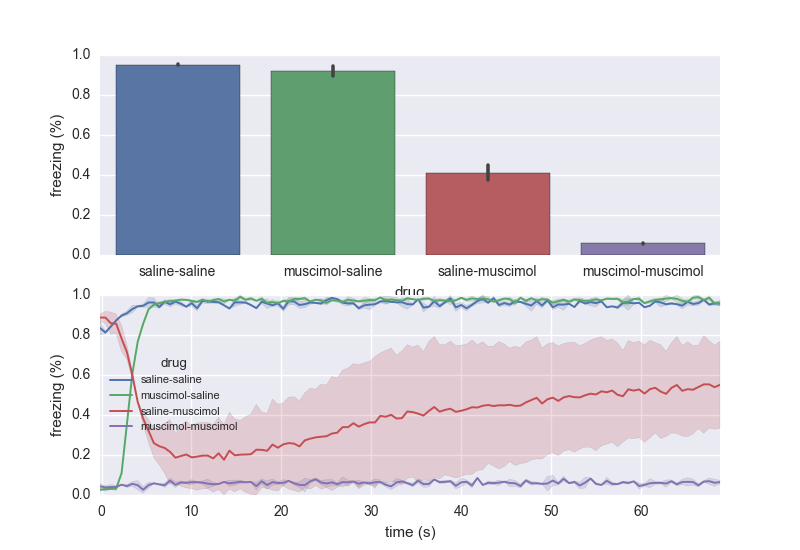 1.0
0.8
0.6
0.4
0.2
0.0
freezing (%)
saline-saline muscimol-saline saline-muscimol muscimol-muscimol
drug
1.0
0.8
0.6
0.4
0.2
0.0
freezing (%)
drug
saline-saline
muscimol-saline
saline-muscimol
muscimol-muscimol
0 10 20 30 40 50 60
time (s)